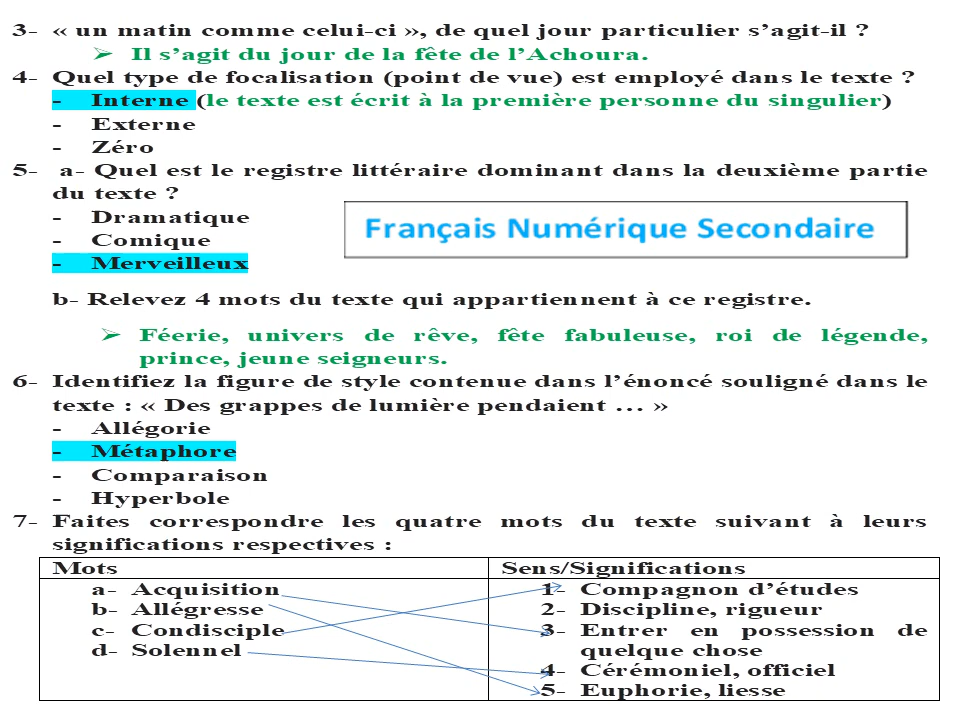 3- « un matin comme celui-ci », de quel jour particulier s’agit-il ?
➢ Il s’agit du jour de la fête de l’Achoura.
4- Quel type de focalisation (point de vue) est employé dans le texte ?
- Interne (le texte est écrit à la première personne du singulier)
- Externe
- Zéro
5- a- Quel est le registre littéraire dominant dans la deuxième partie
du texte ?
- Dramatique
- Comique
- Merveilleux
Français Numérique Secondaire
b- Relevez 4 mots du texte qui appartiennent à ce registre.
➢ Féerie, univers de rêve, fête fabuleuse, roi de légende,
prince, jeune seigneurs.
6- Identifiez la figure de style contenue dans l’énoncé souligné dans le
texte : « Des grappes de lumière pendaient … »
- Allégorie
- Métaphore
- Comparaison
- Hyperbole
7- Faites correspondre les quatre mots du texte suivant à leurs
significations respectives :
Mots
a- Acquisition
b- Allégresse
c- Condisciple
d- Solennel
Sens/Significations
1- Compagnon d’études
2- Discipline, rigueur
3- Entrer en possession de
quelque chose
4- Cérémoniel, officiel
5- Euphorie, liesse